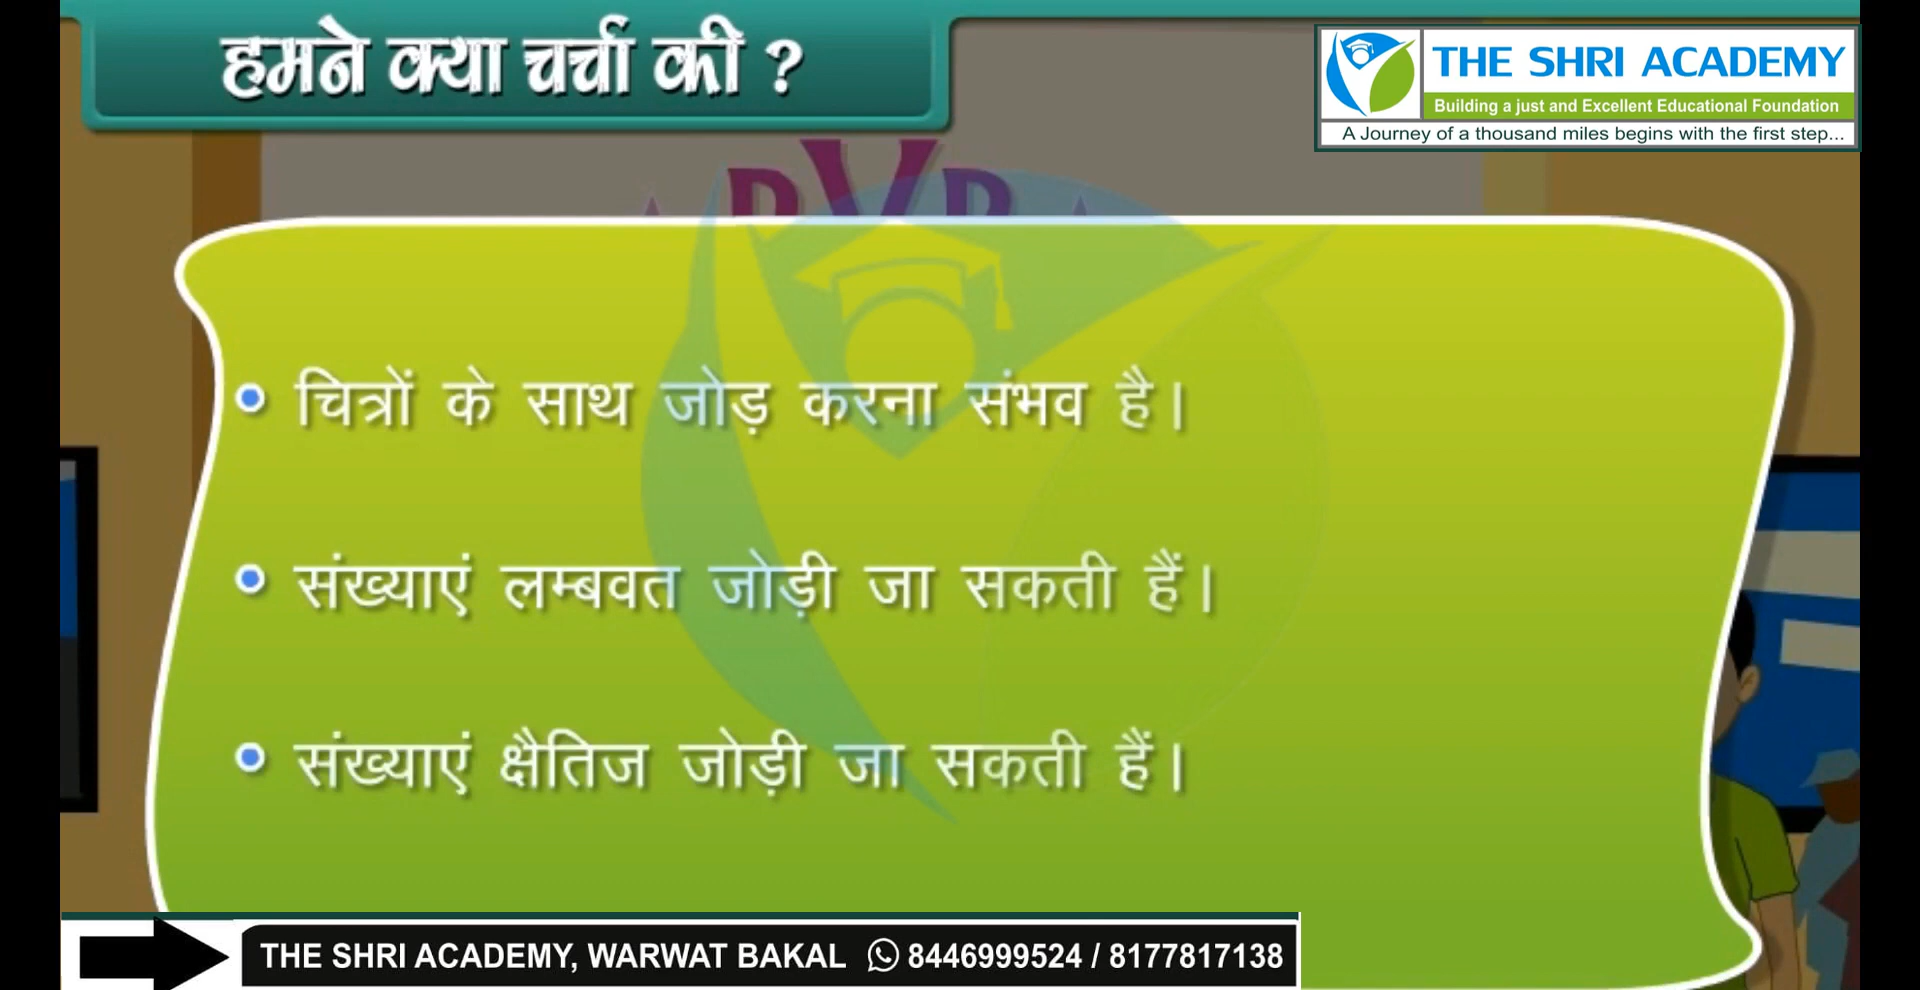 हमने क्या चर्चा की ?
THE SHRI ACADEMY
Building a just and Excellent Educational Foundation
A Journey of a thousand miles begins with the first step...
चित्रों के साथ जोड़ करना संभव है।
संख्याएं लम्बवत जोड़ी जा सकती हैं।
संख्याएं क्षैतिज जोड़ी जा सकती हैं।
THE SHRI ACADEMY, WARWAT BAKAL 8446999524 / 8177817138